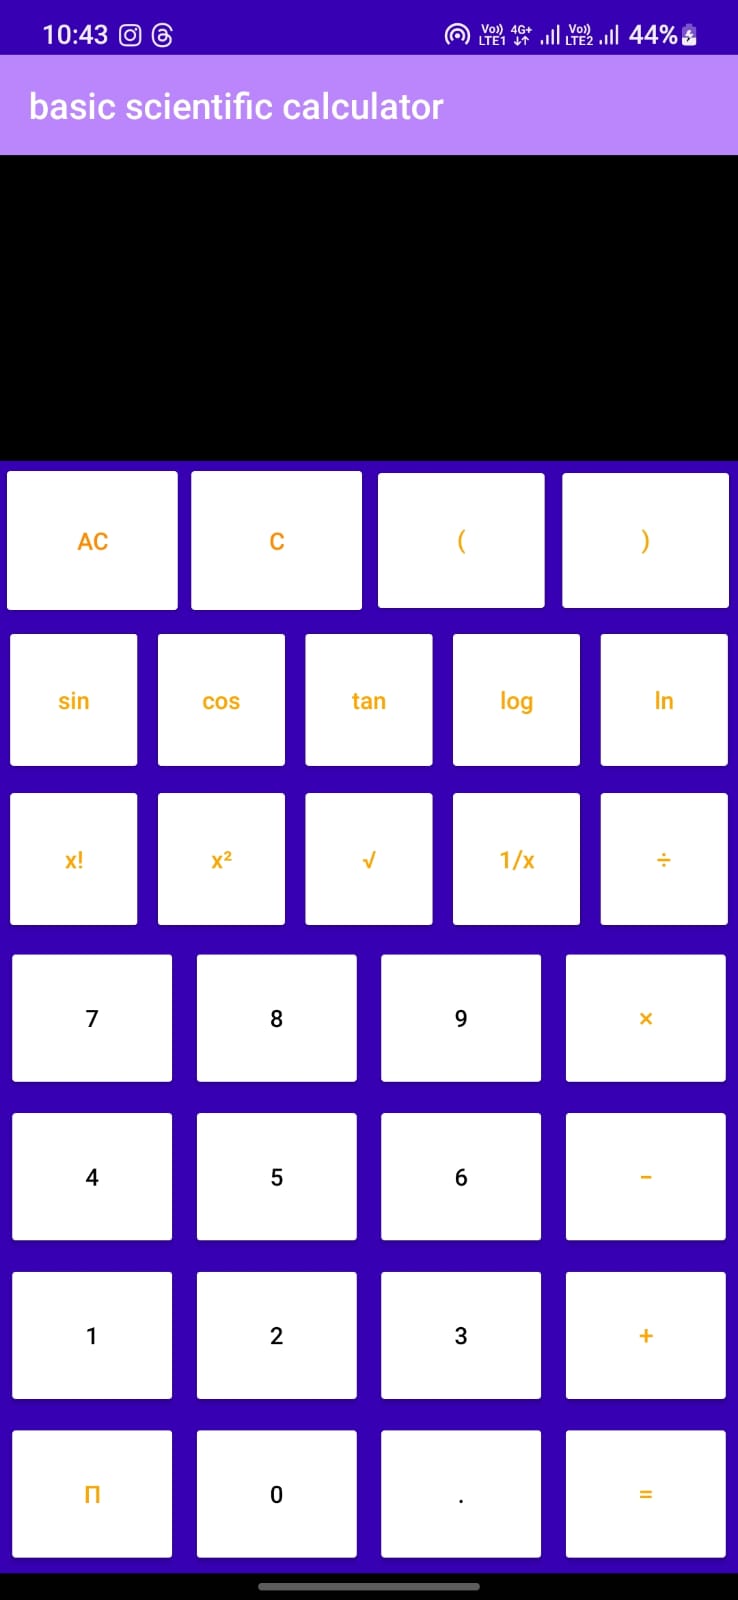 10:43 Vo)) LTE1 4G+ Vo)) LTE2 44%
basic scientific calculator
AC C ( )
sin cos tan log ln
x! x² √ 1/x ÷
7 8 9 ×
4 5 6 −
1 2 3 +
Π 0 . =